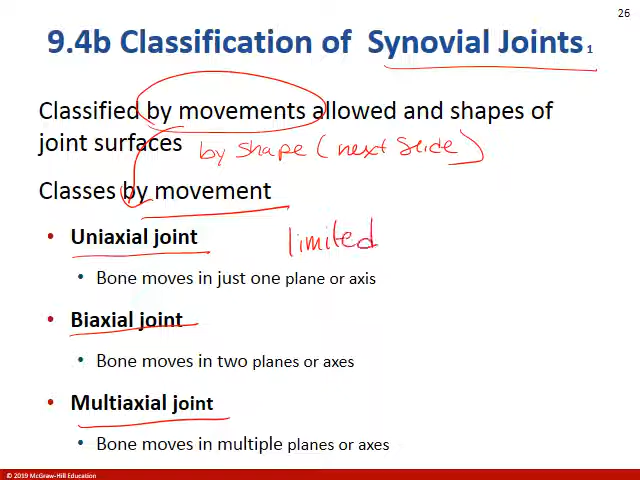 26
9.4b Classification of Synovial Joints 1
Classified by movements allowed and shapes of
joint surfaces
by shape (next slide)
Classes by movement
• Uniaxial joint
limited
• Bone moves in just one plane or axis
• Biaxial joint
• Bone moves in two planes or axes
• Multiaxial joint
• Bone moves in multiple planes or axes
© 2019 McGraw-Hill Education